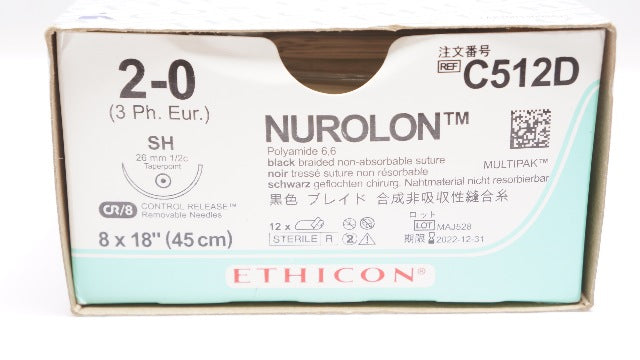 2-0
(3 Ph. Eur.)
SH
26 mm 1/2c
Taperpoint
CR/8 CONTROL RELEASE™
Removable Needles
8 x 18" (45 cm)
注文番号
REF C512D
NUROLON™
Polyamide 6,6
black braided non-absorbable suture
noir tressé suture non résorbable
schwarz geflochten chirurg. Nahtmaterial nicht resorbierbar
黒色 ブレイド 合成非吸収性縫合糸
MULTIPAK™
12 x
STERILE R
2
ロット
LOT MAJ528
期限 2022-12-31
ETHICON®